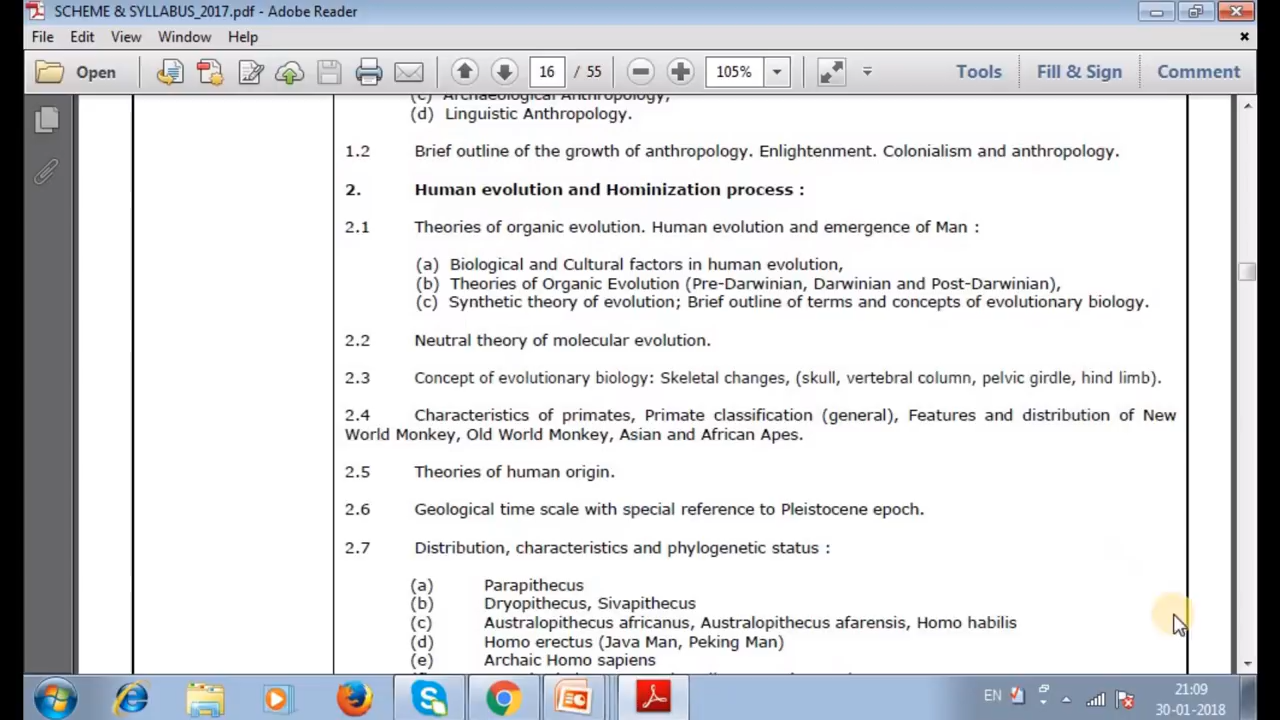 SCHEME & SYLLABUS_2017.pdf - Adobe Reader
File Edit View Window Help
Open 16 / 55 105% Tools Fill & Sign Comment
(c) Archaeological Anthropology,
(d) Linguistic Anthropology.
1.2 Brief outline of the growth of anthropology. Enlightenment. Colonialism and anthropology.
2. Human evolution and Hominization process :
2.1 Theories of organic evolution. Human evolution and emergence of Man :
(a) Biological and Cultural factors in human evolution,
(b) Theories of Organic Evolution (Pre-Darwinian, Darwinian and Post-Darwinian),
(c) Synthetic theory of evolution; Brief outline of terms and concepts of evolutionary biology.
2.2 Neutral theory of molecular evolution.
2.3 Concept of evolutionary biology: Skeletal changes, (skull, vertebral column, pelvic girdle, hind limb).
2.4 Characteristics of primates, Primate classification (general), Features and distribution of New
World Monkey, Old World Monkey, Asian and African Apes.
2.5 Theories of human origin.
2.6 Geological time scale with special reference to Pleistocene epoch.
2.7 Distribution, characteristics and phylogenetic status :
(a) Parapithecus
(b) Dryopithecus, Sivapithecus
(c) Australopithecus africanus, Australopithecus afarensis, Homo habilis
(d) Homo erectus (Java Man, Peking Man)
(e) Archaic Homo sapiens
EN 21:09
30-01-2018